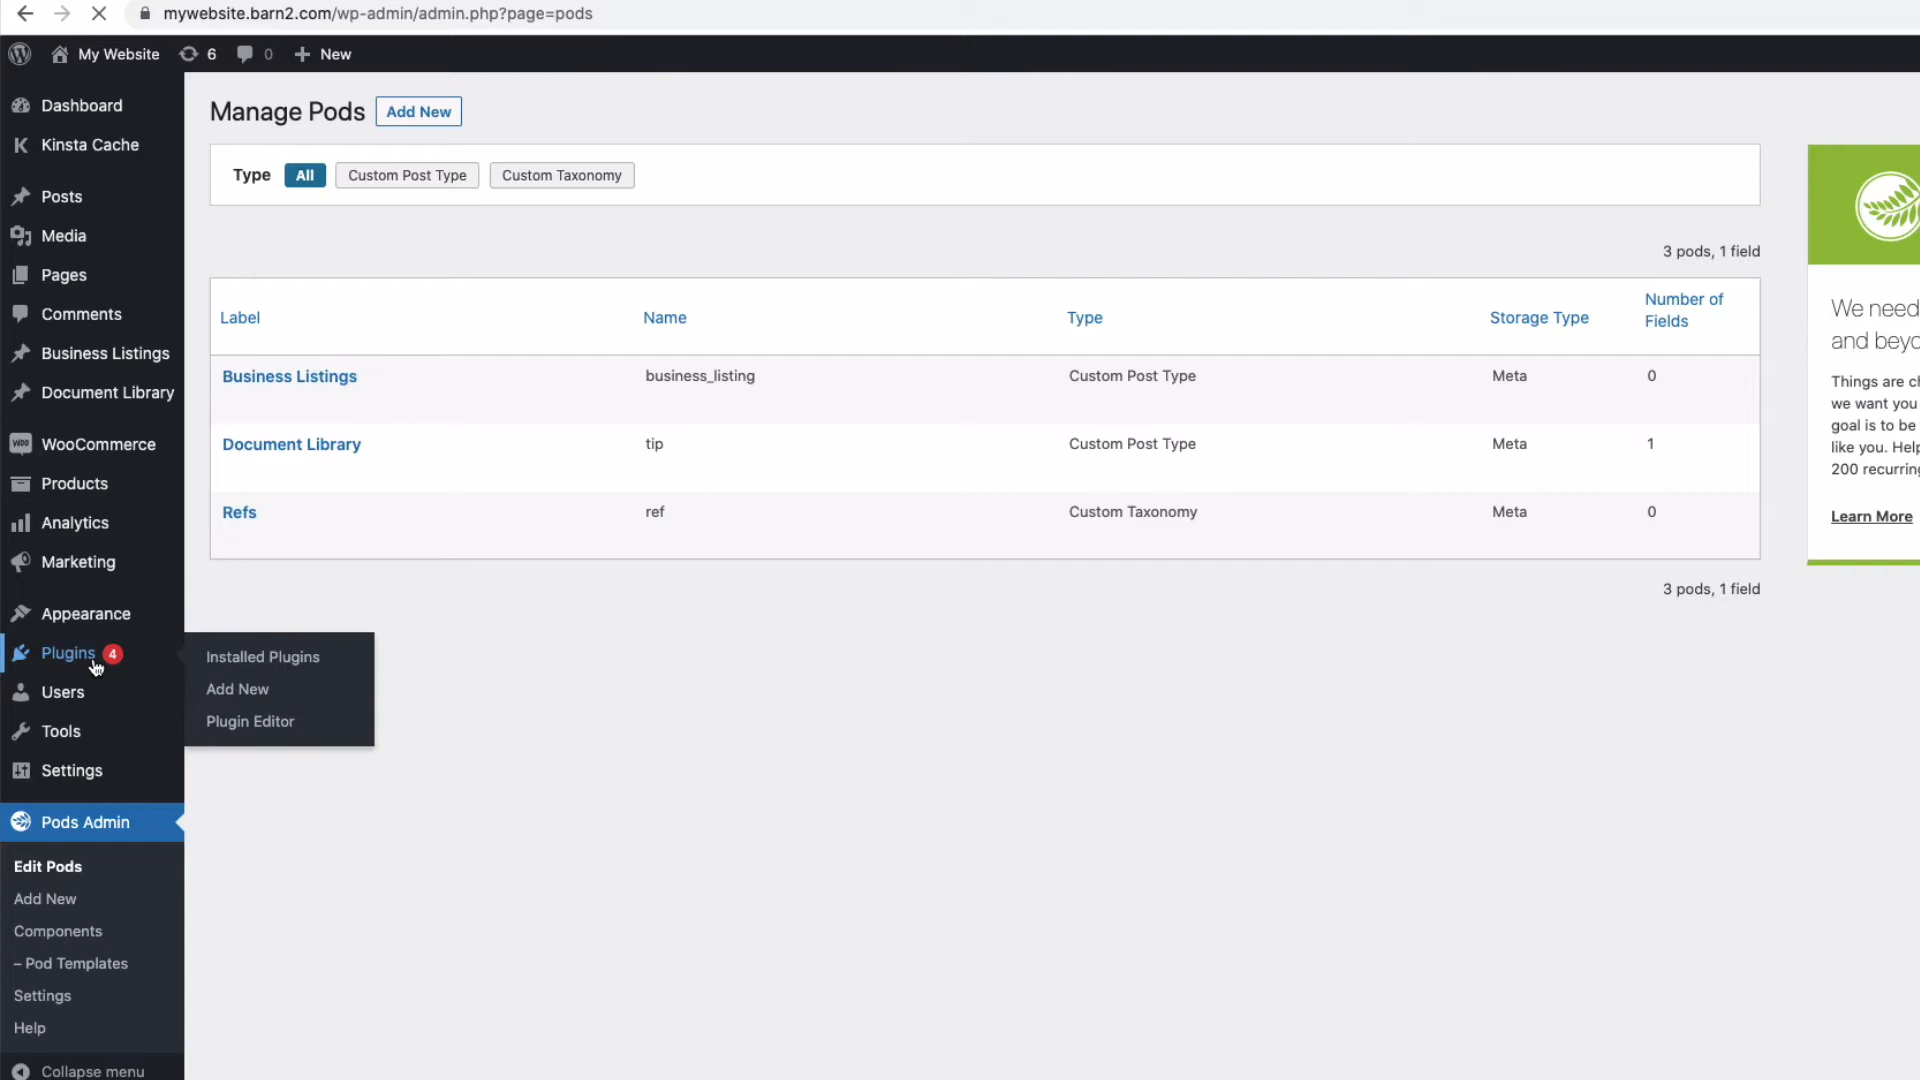 mywebsite.barn2.com/wp-admin/admin.php?page=pods
My Website 6 0 New
Dashboard
Kinsta Cache
Posts
Media
Pages
Comments
Business Listings
Document Library
WooCommerce
Products
Analytics
Marketing
Appearance
Plugins 4
Users
Tools
Settings
Pods Admin
Edit Pods
Add New
Components
– Pod Templates
Settings
Help
Collapse menu
Installed Plugins
Add New
Plugin Editor
Manage Pods Add New
Type All Custom Post Type Custom Taxonomy
3 pods, 1 field
Label Name Type Storage Type Number of
Fields
Business Listings business_listing Custom Post Type Meta 0
Document Library tip Custom Post Type Meta 1
Refs ref Custom Taxonomy Meta 0
3 pods, 1 field
We need
and beyo
Things are ch
we want you
goal is to be
like you. Help
200 recurring
Learn More